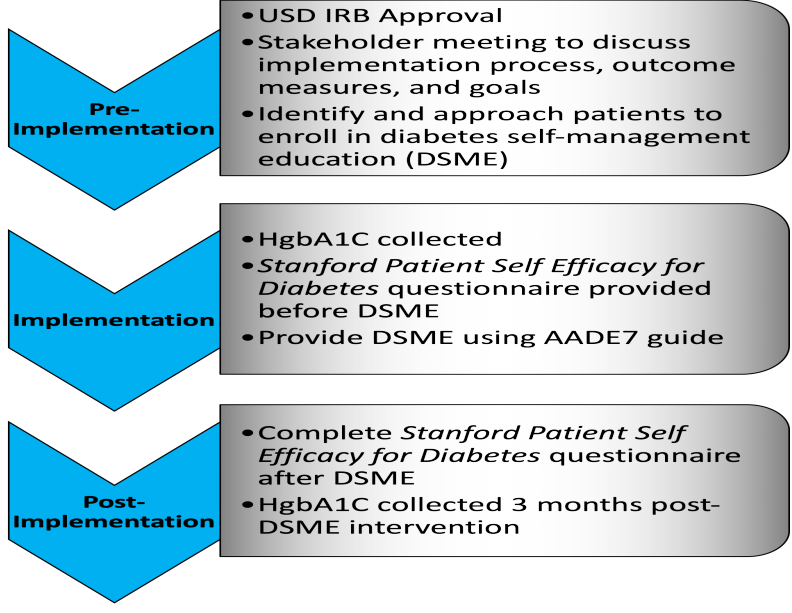 Pre-
Implementation
•USD IRB Approval
•Stakeholder meeting to discuss
implementation process, outcome
measures, and goals
•Identify and approach patients to
enroll in diabetes self-management
education (DSME)
Implementation
•HgbA1C collected
•Stanford Patient Self Efficacy for
Diabetes questionnaire provided
before DSME
•Provide DSME using AADE7 guide
Post-
Implementation
•Complete Stanford Patient Self
Efficacy for Diabetes questionnaire
after DSME
•HgbA1C collected 3 months post-
DSME intervention